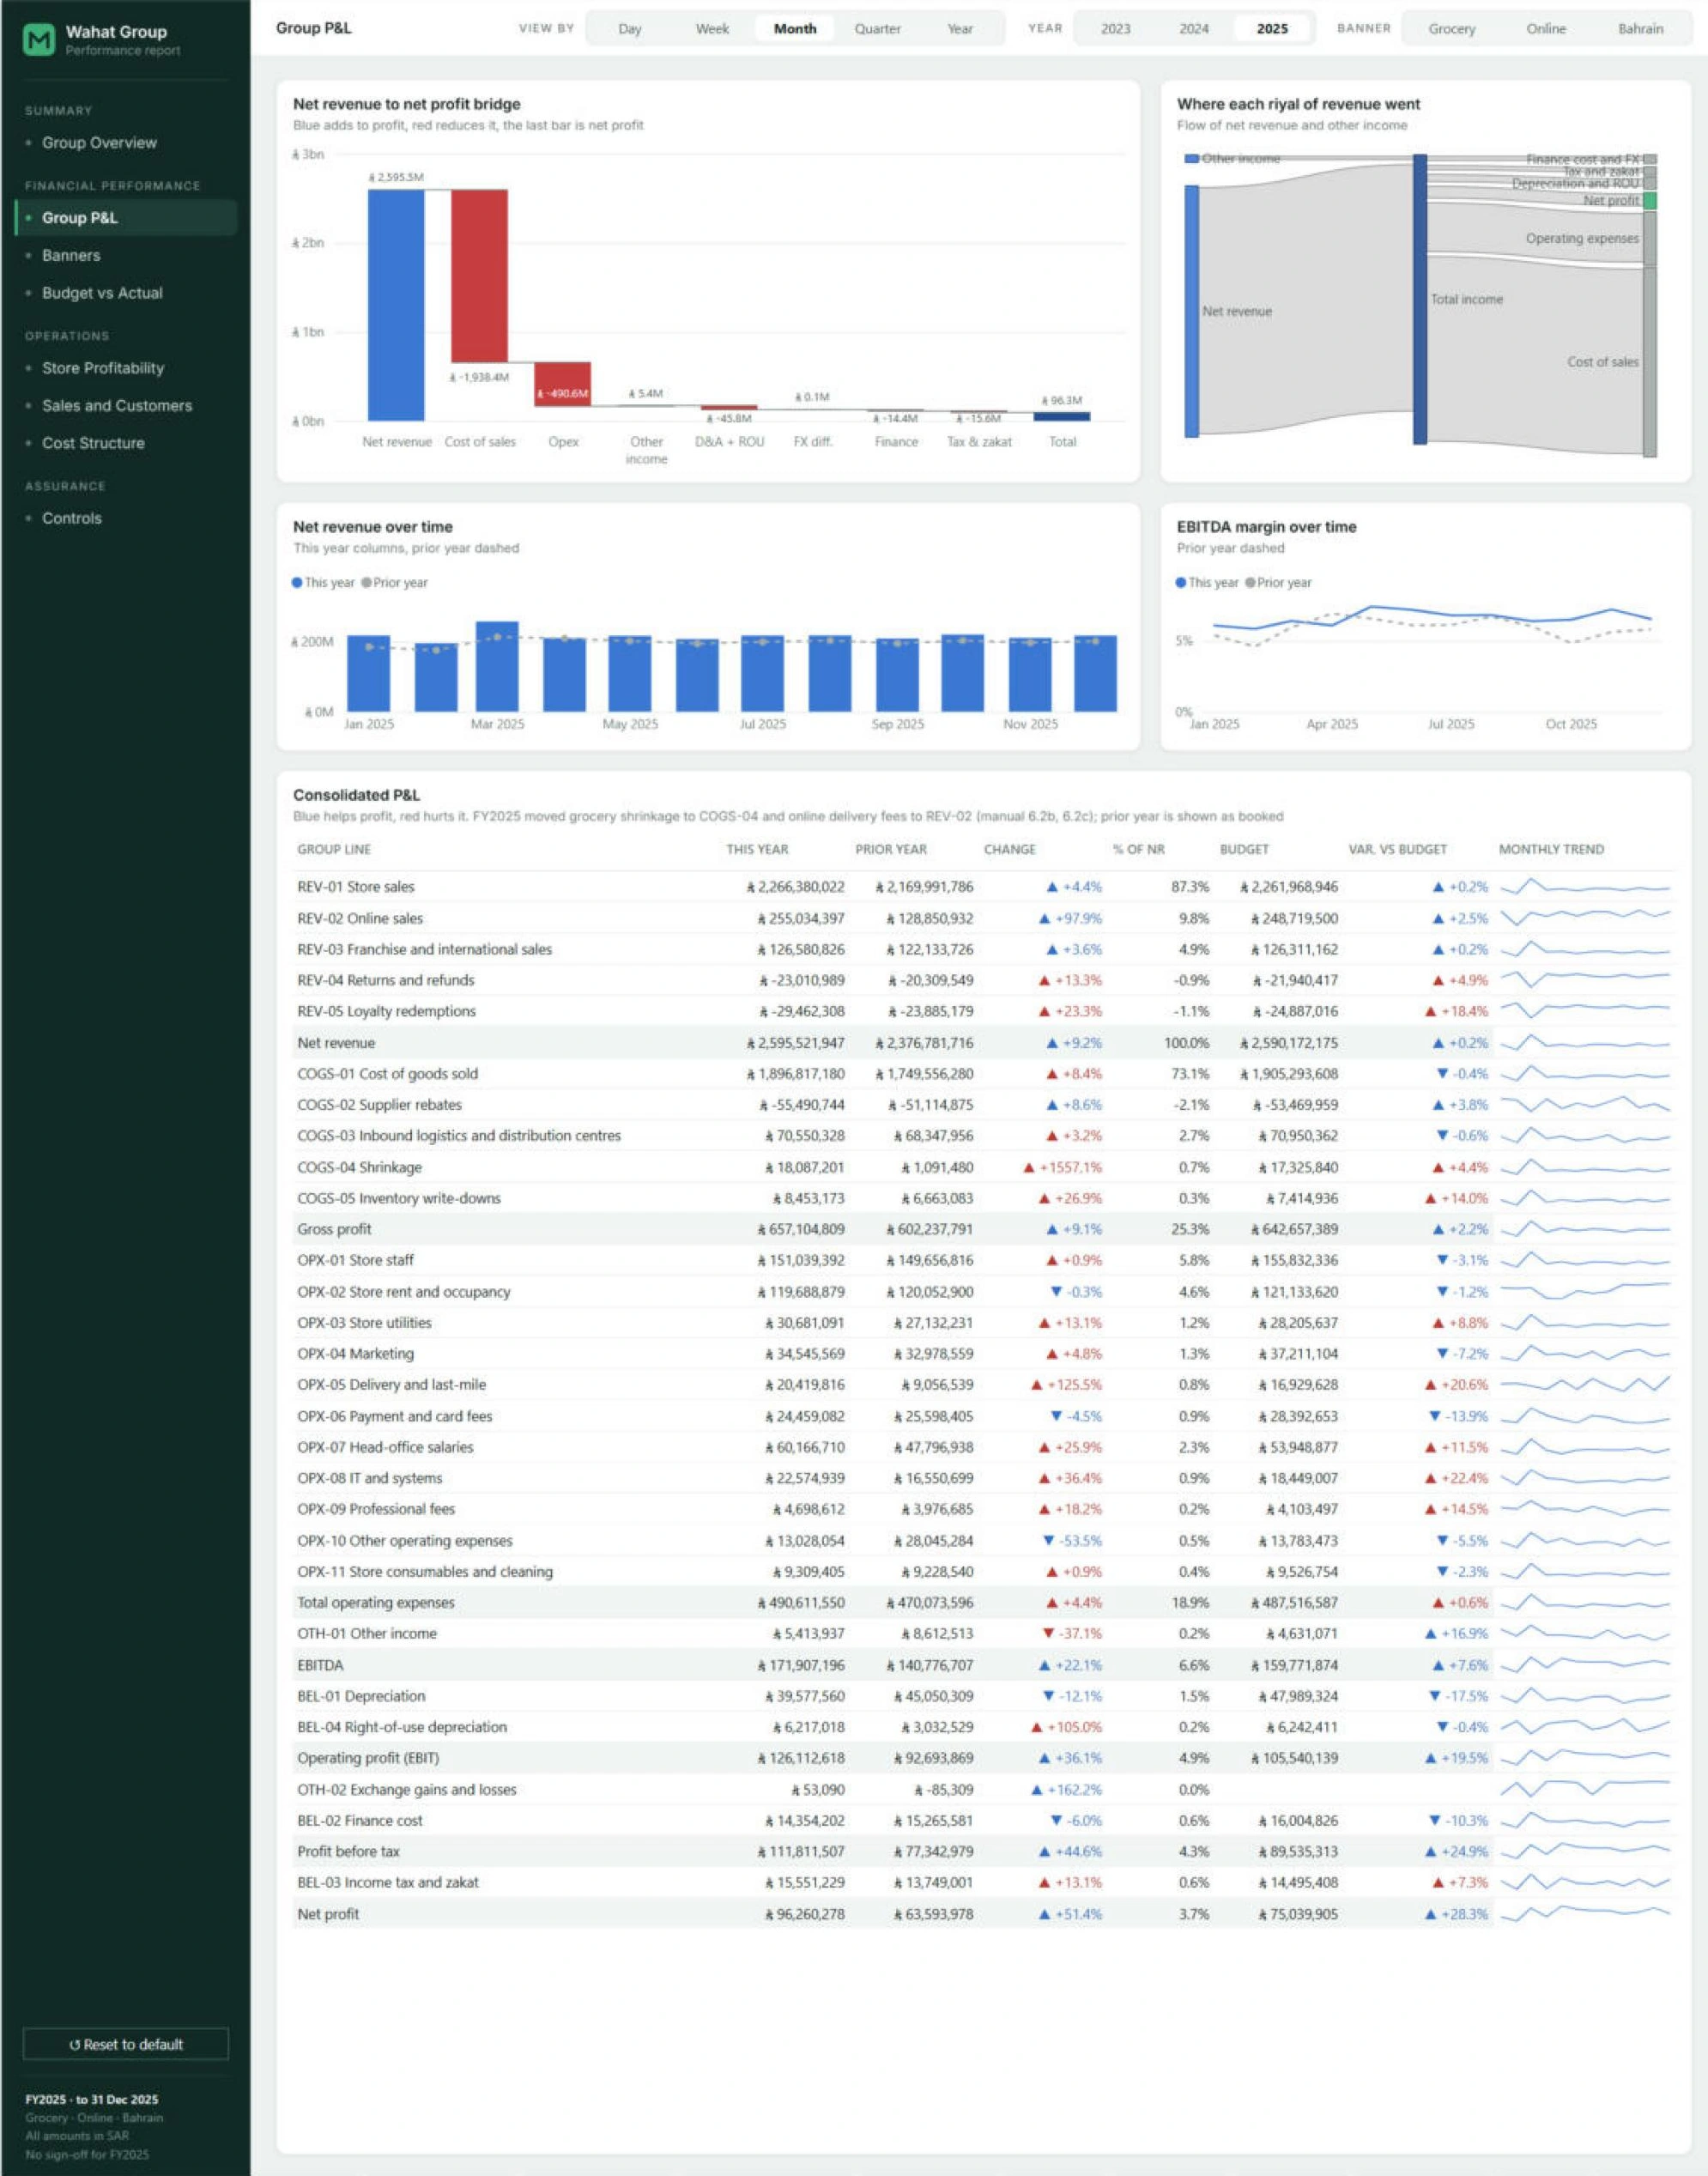 Wahat Group
Performance report
SUMMARY
Group Overview
FINANCIAL PERFORMANCE
Group P&L
Banners
Budget vs Actual
OPERATIONS
Store Profitability
Sales and Customers
Cost Structure
ASSURANCE
Controls
↺ Reset to default
FY2025 · to 31 Dec 2025
Grocery · Online · Bahrain
All amounts in SAR
No sign-off for FY2025
Group P&L VIEW BY Day Week Month Quarter Year YEAR 2023 2024 2025 BANNER Grocery Online Bahrain
Net revenue to net profit bridge
Blue adds to profit, red reduces it, the last bar is net profit
⃁ 3bn
⃁ 2bn
⃁ 1bn
⃁ 0bn
⃁ 2,595.5M
⃁ -1,938.4M
⃁ -490.6M
⃁ 5.4M
⃁ -45.8M
⃁ 0.1M
⃁ -14.4M
⃁ -15.6M
⃁ 96.3M
Net revenue Cost of sales Opex Other income D&A + ROU FX diff. Finance Tax & zakat Total
Where each riyal of revenue went
Flow of net revenue and other income
Other income
Net revenue
Total income
Finance cost and FX
Tax and zakat
Depreciation and ROU
Net profit
Operating expenses
Cost of sales
Net revenue over time
This year columns, prior year dashed
This year Prior year
⃁ 200M
⃁ 0M
Jan 2025 Mar 2025 May 2025 Jul 2025 Sep 2025 Nov 2025
EBITDA margin over time
Prior year dashed
This year Prior year
5%
0%
Jan 2025 Apr 2025 Jul 2025 Oct 2025
Consolidated P&L
Blue helps profit, red hurts it. FY2025 moved grocery shrinkage to COGS-04 and online delivery fees to REV-02 (manual 6.2b, 6.2c); prior year is shown as booked
GROUP LINE THIS YEAR PRIOR YEAR CHANGE % OF NR BUDGET VAR. VS BUDGET MONTHLY TREND
REV-01 Store sales ⃁ 2,266,380,022 ⃁ 2,169,991,786 ▲ +4.4% 87.3% ⃁ 2,261,968,946 ▲ +0.2%
REV-02 Online sales ⃁ 255,034,397 ⃁ 128,850,932 ▲ +97.9% 9.8% ⃁ 248,719,500 ▲ +2.5%
REV-03 Franchise and international sales ⃁ 126,580,826 ⃁ 122,133,726 ▲ +3.6% 4.9% ⃁ 126,311,162 ▲ +0.2%
REV-04 Returns and refunds ⃁ -23,010,989 ⃁ -20,309,549 ▲ +13.3% -0.9% ⃁ -21,940,417 ▲ +4.9%
REV-05 Loyalty redemptions ⃁ -29,462,308 ⃁ -23,885,179 ▲ +23.3% -1.1% ⃁ -24,887,016 ▲ +18.4%
Net revenue ⃁ 2,595,521,947 ⃁ 2,376,781,716 ▲ +9.2% 100.0% ⃁ 2,590,172,175 ▲ +0.2%
COGS-01 Cost of goods sold ⃁ 1,896,817,180 ⃁ 1,749,556,280 ▲ +8.4% 73.1% ⃁ 1,905,293,608 ▼ -0.4%
COGS-02 Supplier rebates ⃁ -55,490,744 ⃁ -51,114,875 ▲ +8.6% -2.1% ⃁ -53,469,959 ▲ +3.8%
COGS-03 Inbound logistics and distribution centres ⃁ 70,550,328 ⃁ 68,347,956 ▲ +3.2% 2.7% ⃁ 70,950,362 ▼ -0.6%
COGS-04 Shrinkage ⃁ 18,087,201 ⃁ 1,091,480 ▲ +1557.1% 0.7% ⃁ 17,325,840 ▲ +4.4%
COGS-05 Inventory write-downs ⃁ 8,453,173 ⃁ 6,663,083 ▲ +26.9% 0.3% ⃁ 7,414,936 ▲ +14.0%
Gross profit ⃁ 657,104,809 ⃁ 602,237,791 ▲ +9.1% 25.3% ⃁ 642,657,389 ▲ +2.2%
OPX-01 Store staff ⃁ 151,039,392 ⃁ 149,656,816 ▲ +0.9% 5.8% ⃁ 155,832,336 ▼ -3.1%
OPX-02 Store rent and occupancy ⃁ 119,688,879 ⃁ 120,052,900 ▼ -0.3% 4.6% ⃁ 121,133,620 ▼ -1.2%
OPX-03 Store utilities ⃁ 30,681,091 ⃁ 27,132,231 ▲ +13.1% 1.2% ⃁ 28,205,637 ▲ +8.8%
OPX-04 Marketing ⃁ 34,545,569 ⃁ 32,978,559 ▲ +4.8% 1.3% ⃁ 37,211,104 ▼ -7.2%
OPX-05 Delivery and last-mile ⃁ 20,419,816 ⃁ 9,056,539 ▲ +125.5% 0.8% ⃁ 16,929,628 ▲ +20.6%
OPX-06 Payment and card fees ⃁ 24,459,082 ⃁ 25,598,405 ▼ -4.5% 0.9% ⃁ 28,392,653 ▼ -13.9%
OPX-07 Head-office salaries ⃁ 60,166,710 ⃁ 47,796,938 ▲ +25.9% 2.3% ⃁ 53,948,877 ▲ +11.5%
OPX-08 IT and systems ⃁ 22,574,939 ⃁ 16,550,699 ▲ +36.4% 0.9% ⃁ 18,449,007 ▲ +22.4%
OPX-09 Professional fees ⃁ 4,698,612 ⃁ 3,976,685 ▲ +18.2% 0.2% ⃁ 4,103,497 ▲ +14.5%
OPX-10 Other operating expenses ⃁ 13,028,054 ⃁ 28,045,284 ▼ -53.5% 0.5% ⃁ 13,783,473 ▼ -5.5%
OPX-11 Store consumables and cleaning ⃁ 9,309,405 ⃁ 9,228,540 ▲ +0.9% 0.4% ⃁ 9,526,754 ▼ -2.3%
Total operating expenses ⃁ 490,611,550 ⃁ 470,073,596 ▲ +4.4% 18.9% ⃁ 487,516,587 ▲ +0.6%
OTH-01 Other income ⃁ 5,413,937 ⃁ 8,612,513 ▼ -37.1% 0.2% ⃁ 4,631,071 ▲ +16.9%
EBITDA ⃁ 171,907,196 ⃁ 140,776,707 ▲ +22.1% 6.6% ⃁ 159,771,874 ▲ +7.6%
BEL-01 Depreciation ⃁ 39,577,560 ⃁ 45,050,309 ▼ -12.1% 1.5% ⃁ 47,989,324 ▼ -17.5%
BEL-04 Right-of-use depreciation ⃁ 6,217,018 ⃁ 3,032,529 ▲ +105.0% 0.2% ⃁ 6,242,411 ▼ -0.4%
Operating profit (EBIT) ⃁ 126,112,618 ⃁ 92,693,869 ▲ +36.1% 4.9% ⃁ 105,540,139 ▲ +19.5%
OTH-02 Exchange gains and losses ⃁ 53,090 ⃁ -85,309 ▲ +162.2% 0.0%
BEL-02 Finance cost ⃁ 14,354,202 ⃁ 15,265,581 ▼ -6.0% 0.6% ⃁ 16,004,826 ▼ -10.3%
Profit before tax ⃁ 111,811,507 ⃁ 77,342,979 ▲ +44.6% 4.3% ⃁ 89,535,313 ▲ +24.9%
BEL-03 Income tax and zakat ⃁ 15,551,229 ⃁ 13,749,001 ▲ +13.1% 0.6% ⃁ 14,495,408 ▲ +7.3%
Net profit ⃁ 96,260,278 ⃁ 63,593,978 ▲ +51.4% 3.7% ⃁ 75,039,905 ▲ +28.3%